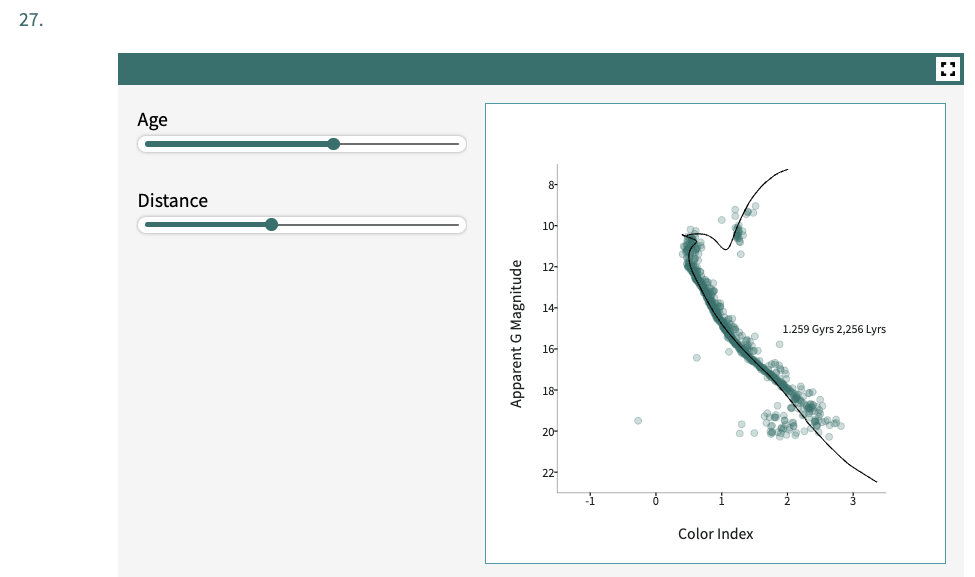 27.
Age
Distance
8
10
12
14
16
18
20
22
Apparent G Magnitude
1.259 Gyrs 2,256 Lyrs
-1
0
1
2
3
Color Index